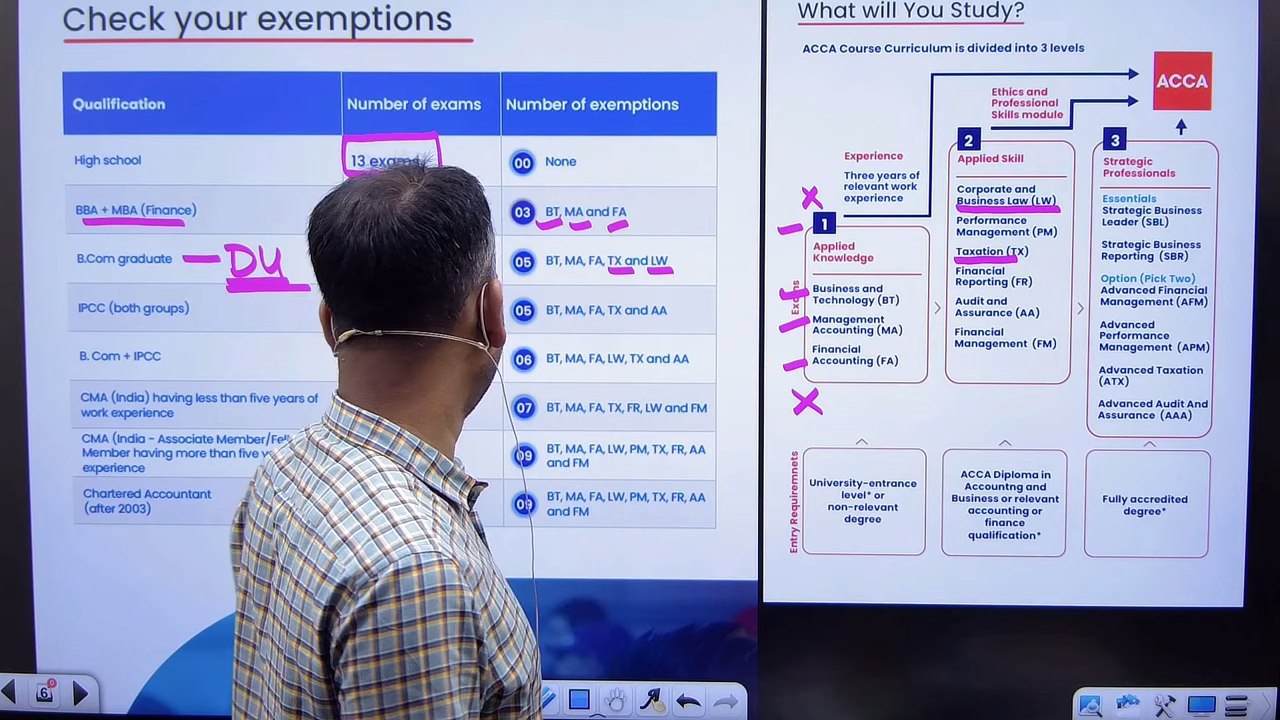 Check your exemptions
Qualification
Number of exams
Number of exemptions
High school
13 exams
00
None
BBA + MBA (Finance)
03
BT, MA and FA
B.Com graduate
DU
05
BT, MA, FA, TX and LW
IPCC (both groups)
05
BT, MA, FA, TX and AA
B. Com + IPCC
06
BT, MA, FA, LW, TX and AA
CMA (India) having less than five years of
work experience
07
BT, MA, FA, TX, FR, LW and FM
CMA (India - Associate
Member having more than five
experience
09
BT, MA, FA, LW, PM, TX, FR, AA
and FM
Chartered Accountant
(after 2003)
09
BT, MA, FA, LW, PM, TX, FR, AA
and FM
6
What will You Study?
ACCA Course Curriculum is divided into 3 levels
ACCA
Ethics and
Professional
Skills module
Experience
Three years of
relevant work
experience
Exams
1
Applied
Knowledge
Business and
Technology (BT)
Management
Accounting (MA)
Financial
Accounting (FA)
2
Applied Skill
Corporate and
Business Law (LW)
Performance
Management (PM)
Taxation (TX)
Financial
Reporting (FR)
Audit and
Assurance (AA)
Financial
Management (FM)
3
Strategic
Professionals
Essentials
Strategic Business
Leader (SBL)
Strategic Business
Reporting (SBR)
Option (Pick Two)
Advanced Financial
Management (AFM)
Advanced
Performance
Management (APM)
Advanced Taxation
(ATX)
Advanced Audit And
Assurance (AAA)
Entry Requiremnets
University-entrance
level* or
non-relevant
degree
ACCA Diploma in
Accountng and
Business or relevant
accounting or
finance
qualification*
Fully accredited
degree*